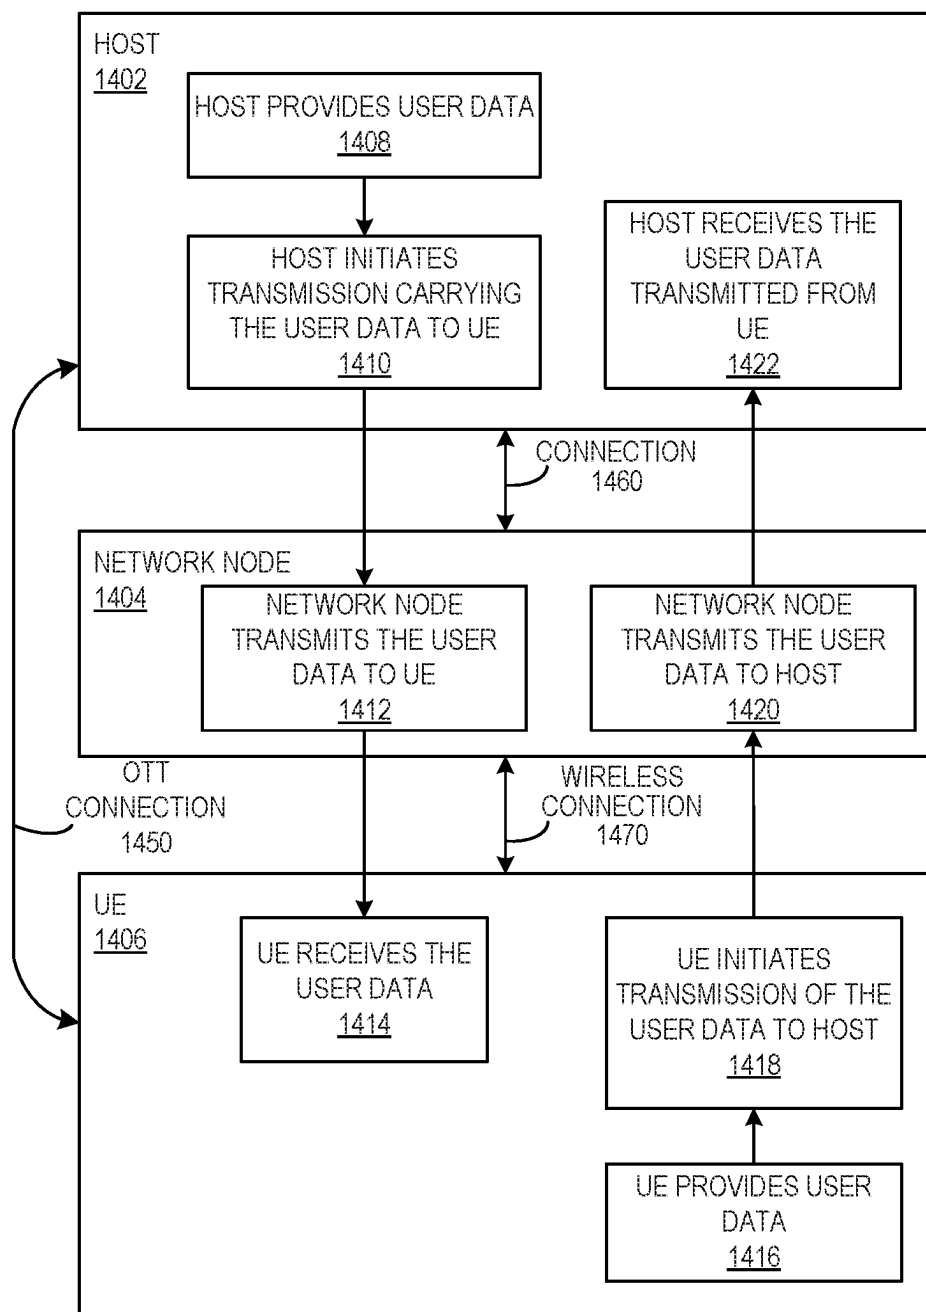 HOST
1402
HOST PROVIDES USER DATA
1408
HOST INITIATES
TRANSMISSION CARRYING
THE USER DATA TO UE
1410
HOST RECEIVES THE
USER DATA
TRANSMITTED FROM
UE
1422
CONNECTION
1460
NETWORK NODE
1404
NETWORK NODE
TRANSMITS THE USER
DATA TO UE
1412
NETWORK NODE
TRANSMITS THE USER
DATA TO HOST
1420
OTT
CONNECTION
1450
WIRELESS
CONNECTION
1470
UE
1406
UE RECEIVES THE
USER DATA
1414
UE INITIATES
TRANSMISSION OF THE
USER DATA TO HOST
1418
UE PROVIDES USER
DATA
1416